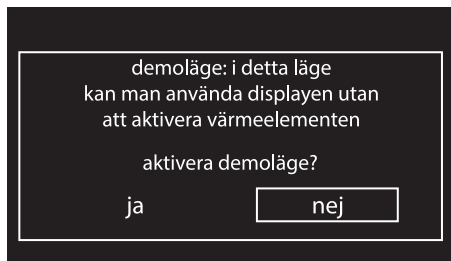 demoläge: i detta läge
kan man använda displayen utan
att aktivera värmeelementen
aktivera demoläge?
ja
nej